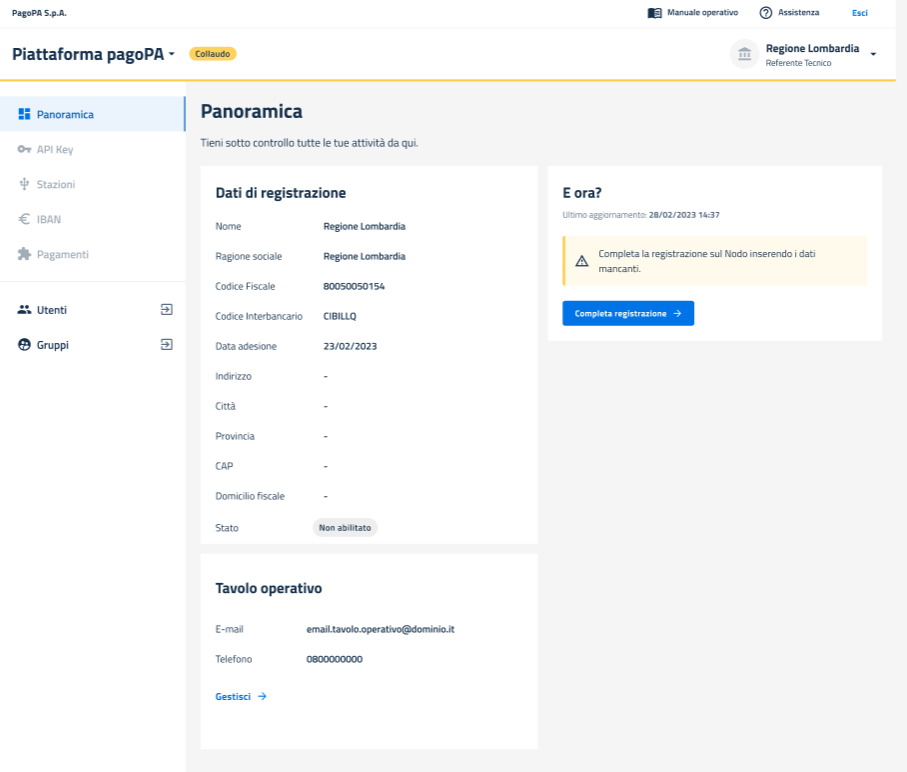 PagoPA S.p.A.
Manuale operativo
Assistenza
Esci
Piattaforma pagoPA
Collaudo
Regione Lombardia
Referente Tecnico
Panoramica
API Key
Stazioni
IBAN
Pagamenti
Utenti
Gruppi
Panoramica
Tieni sotto controllo tutte le tue attività da qui.
Dati di registrazione
Nome Regione Lombardia
Ragione sociale Regione Lombardia
Codice Fiscale 80050050154
Codice Interbancario CIBILLQ
Data adesione 23/02/2023
Indirizzo -
Città -
Provincia -
CAP -
Domicilio fiscale -
Stato Non abilitato
Tavolo operativo
E-mail email.tavolo.operativo@dominio.it
Telefono 0800000000
Gestisci →
E ora?
Ultimo aggiornamento: 28/02/2023 14:37
Completa la registrazione sul Nodo inserendo i dati
mancanti.
Completa registrazione →